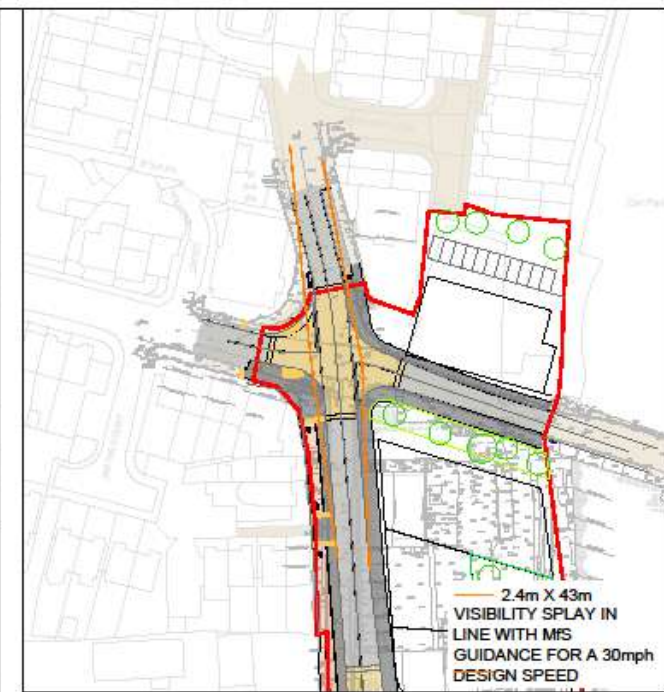 2.4m X 43m
VISIBILITY SPLAY IN
LINE WITH MfS
GUIDANCE FOR A 30mph
DESIGN SPEED